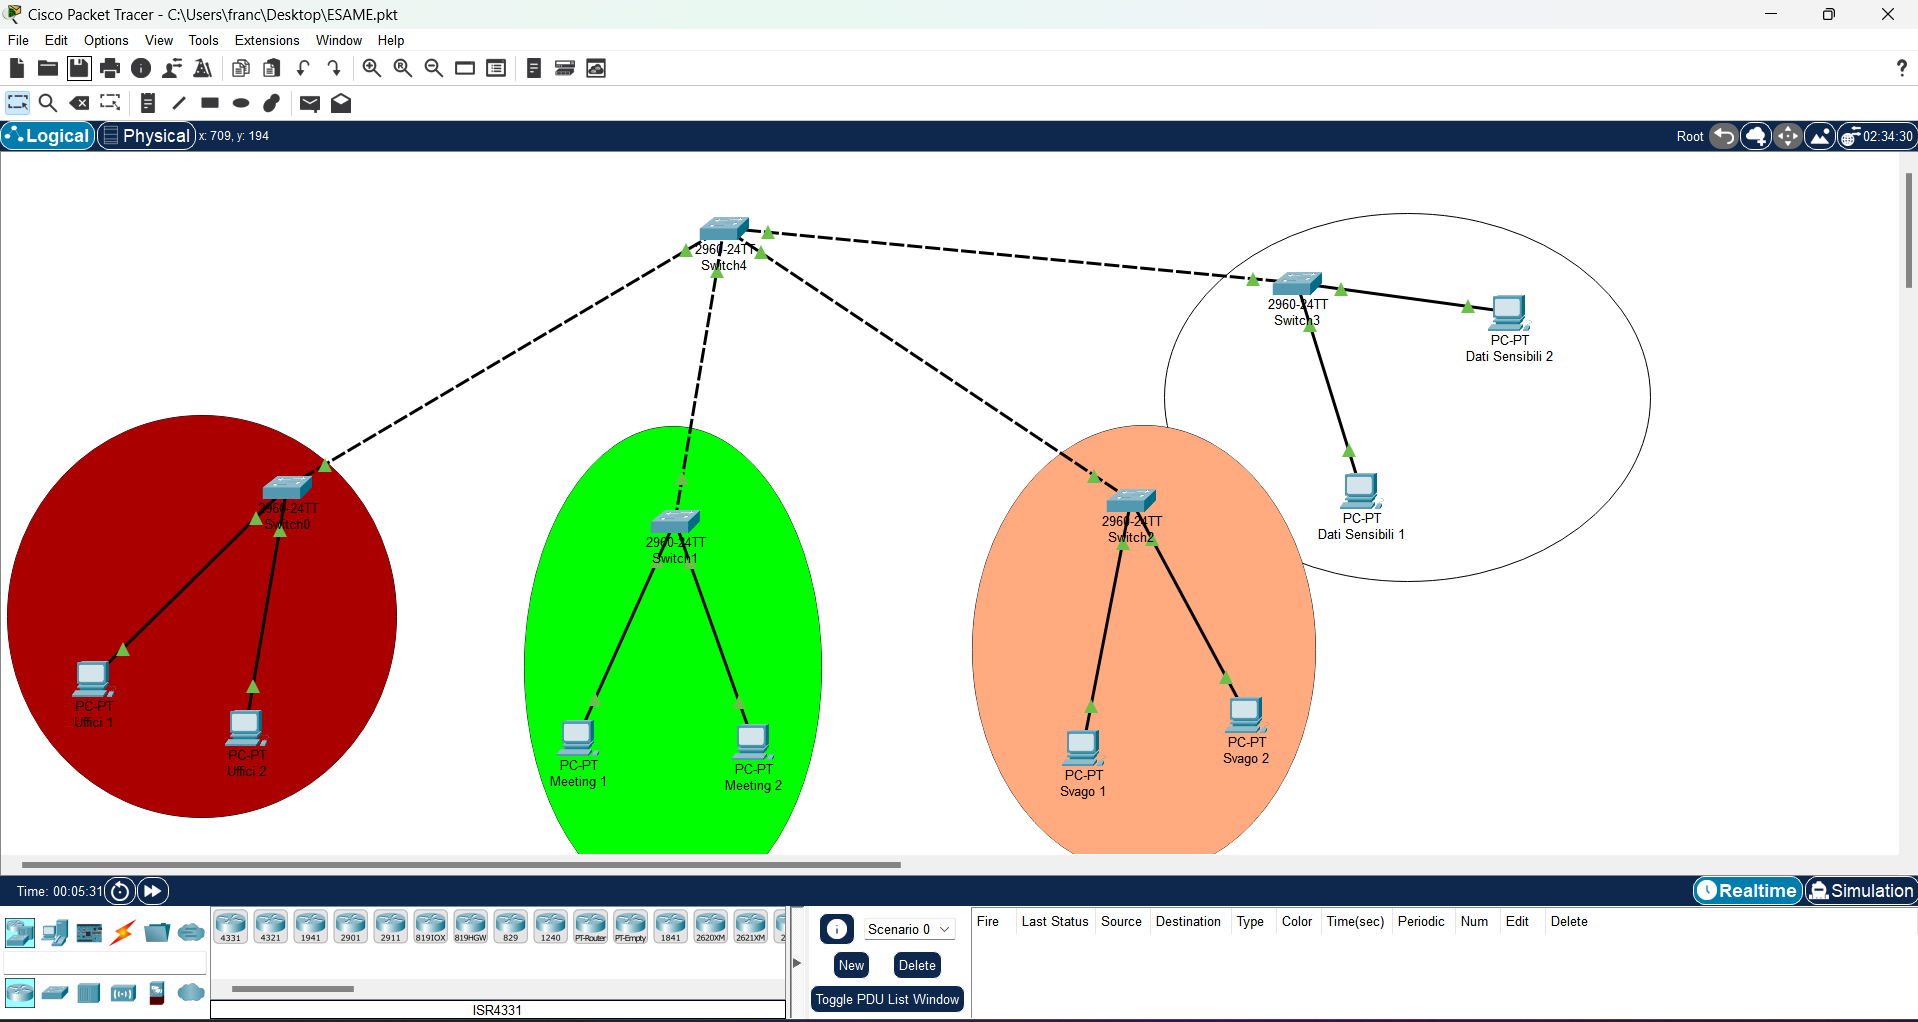 Cisco Packet Tracer - C:\Users\franc\Desktop\ESAME.pkt
File Edit Options View Tools Extensions Window Help
?
Logical Physical x: 709, y: 194 Root 02:34:30
2960-24TT
Switch4
2960-24TT
Switch3
PC-PT
Dati Sensibili 2
2960-24TT
Switch0
2960-24TT
Switch1
2960-24TT
Switch2
PC-PT
Dati Sensibili 1
PC-PT
Uffici 1
PC-PT
Uffici 2
PC-PT
Meeting 1
PC-PT
Meeting 2
PC-PT
Svago 1
PC-PT
Svago 2
Time: 00:05:31 Realtime Simulation
4331 4321 1941 2901 2911 819IOX 819HGW 829 1240 PT-Router PT-Empty 1841 2620XM 2621XM 2
ISR4331
Scenario 0
New Delete
Toggle PDU List Window
Fire Last Status Source Destination Type Color Time(sec) Periodic Num Edit Delete